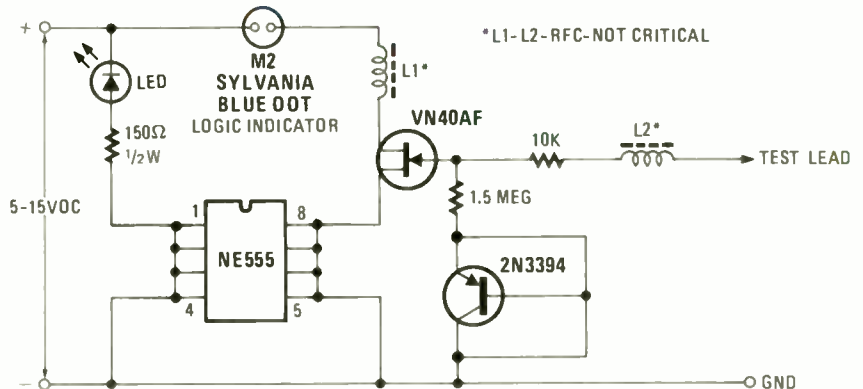 +
M2
SYLVANIA
BLUE DOT
LOGIC INDICATOR
*L1-L2-RFC-NOT CRITICAL
LED
L1*
150Ω
1/2W
VN40AF
10K
L2*
TEST LEAD
5-15VDC
1.5 MEG
1
8
NE555
4
5
2N3394
−
GND